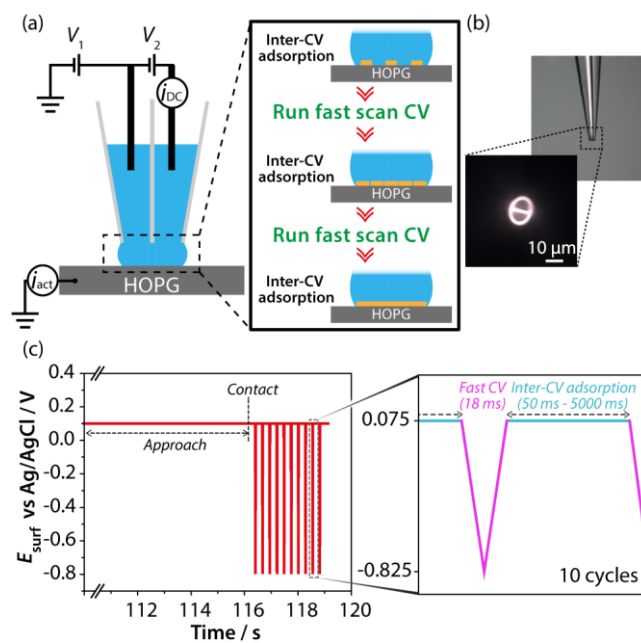 (a)
V1
V2
iDC
iact
HOPG
Inter-CV
adsorption
HOPG
Run fast scan CV
Inter-CV
adsorption
HOPG
Run fast scan CV
Inter-CV
adsorption
HOPG
(b)
10 µm
(c)
Esurf vs Ag/AgCl / V
0.4
0.2
0.0
-0.2
-0.4
-0.6
-0.8
Contact
Approach
112
114
116
118
120
Time / s
Fast CV
(18 ms)
Inter-CV adsorption
(50 ms - 5000 ms)
0.075
-0.825
10 cycles